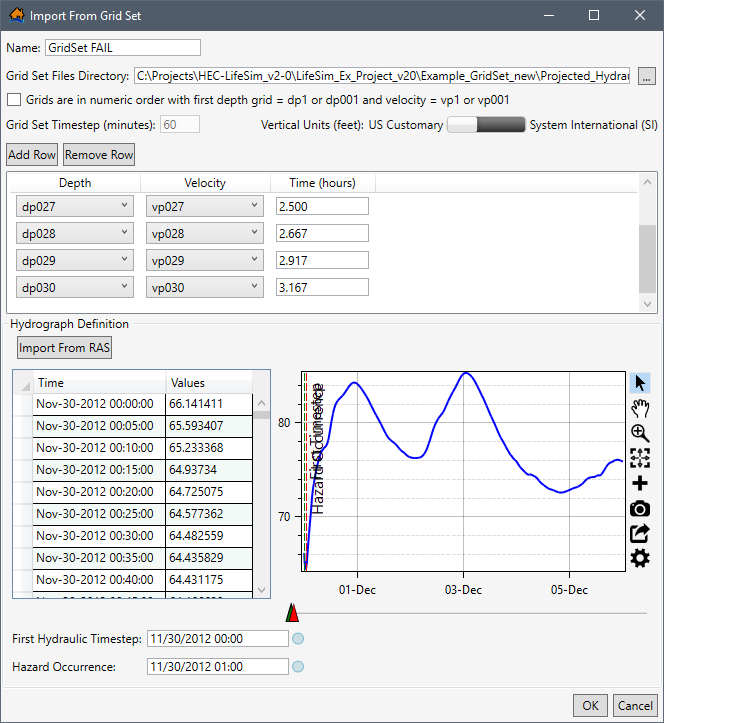 Import From Grid Set
Name: GridSet FAIL
Grid Set Files Directory: C:\Projects\HEC-LifeSim_v2-0\LifeSim_Ex_Project_v20\Example_GridSet_new\Projected_Hydrau ...
Grids are in numeric order with first depth grid = dp1 or dp001 and velocity = vp1 or vp001
Grid Set Timestep (minutes): 60 Vertical Units (feet): US Customary System International (SI)
Add Row Remove Row
Depth Velocity Time (hours)
dp027 vp027 2.500
dp028 vp028 2.667
dp029 vp029 2.917
dp030 vp030 3.167
Hydrograph Definition
Import From RAS
Time Values
Nov-30-2012 00:00:00 66.141411
Nov-30-2012 00:05:00 65.593407
Nov-30-2012 00:10:00 65.233368
Nov-30-2012 00:15:00 64.93734
Nov-30-2012 00:20:00 64.725075
Nov-30-2012 00:25:00 64.577362
Nov-30-2012 00:30:00 64.482559
Nov-30-2012 00:35:00 64.435829
Nov-30-2012 00:40:00 64.431175
80
70
First Timestep
Hazard Occurrence
01-Dec 03-Dec 05-Dec
First Hydraulic Timestep: 11/30/2012 00:00
Hazard Occurrence: 11/30/2012 01:00
OK Cancel